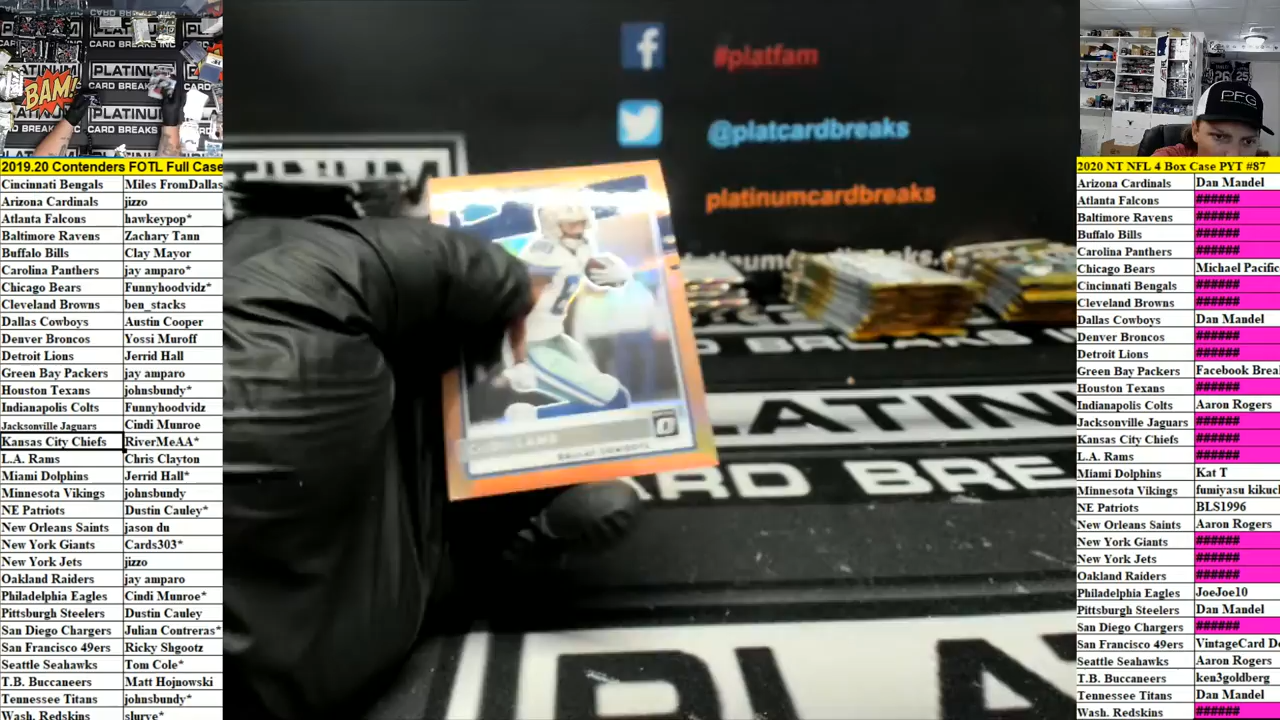 2019.20 Contenders FOTL Full Case
Cincinnati Bengals Miles FromDallas
Arizona Cardinals jizzo
Atlanta Falcons hawkeypop*
Baltimore Ravens Zachary Tann
Buffalo Bills Clay Mayor
Carolina Panthers jay amparo*
Chicago Bears Funnyhoodvidz*
Cleveland Browns ben_stacks
Dallas Cowboys Austin Cooper
Denver Broncos Yossi Muroff
Detroit Lions Jerrid Hall
Green Bay Packers jay amparo
Houston Texans johnsbundy*
Indianapolis Colts Funnyhoodvidz
Jacksonville Jaguars Cindi Munroe
Kansas City Chiefs RiverMeAA*
L.A. Rams Chris Clayton
Miami Dolphins Jerrid Hall*
Minnesota Vikings johnsbundy
NE Patriots Dustin Cauley*
New Orleans Saints jason du
New York Giants Cards303*
New York Jets jizzo
Oakland Raiders jay amparo
Philadelphia Eagles Cindi Munroe*
Pittsburgh Steelers Dustin Cauley
San Diego Chargers Julian Contreras*
San Francisco 49ers Ricky Shgootz
Seattle Seahawks Tom Cole*
T.B. Buccaneers Matt Hojnowski
Tennessee Titans johnsbundy*
Wash. Redskins slurve*
BAM!
PLATINUM
CARD BREAKS INC
f
#platfam
@platcardbreaks
platinumcardbreaks
PLATIN
ARD BRE
PLA
PFG
2020 NT NFL 4 Box Case PYT #87
Arizona Cardinals Dan Mandel
Atlanta Falcons ######
Baltimore Ravens ######
Buffalo Bills ######
Carolina Panthers ######
Chicago Bears Michael Pacific
Cincinnati Bengals ######
Cleveland Browns ######
Dallas Cowboys Dan Mandel
Denver Broncos ######
Detroit Lions ######
Green Bay Packers Facebook Brea
Houston Texans ######
Indianapolis Colts Aaron Rogers
Jacksonville Jaguars ######
Kansas City Chiefs ######
L.A. Rams ######
Miami Dolphins Kat T
Minnesota Vikings fumiyasu kikuc
NE Patriots BLS1996
New Orleans Saints Aaron Rogers
New York Giants ######
New York Jets ######
Oakland Raiders ######
Philadelphia Eagles JoeJoe10
Pittsburgh Steelers Dan Mandel
San Diego Chargers ######
San Francisco 49ers VintageCard De
Seattle Seahawks Aaron Rogers
T.B. Buccaneers ken3goldberg
Tennessee Titans Dan Mandel
Wash. Redskins ######